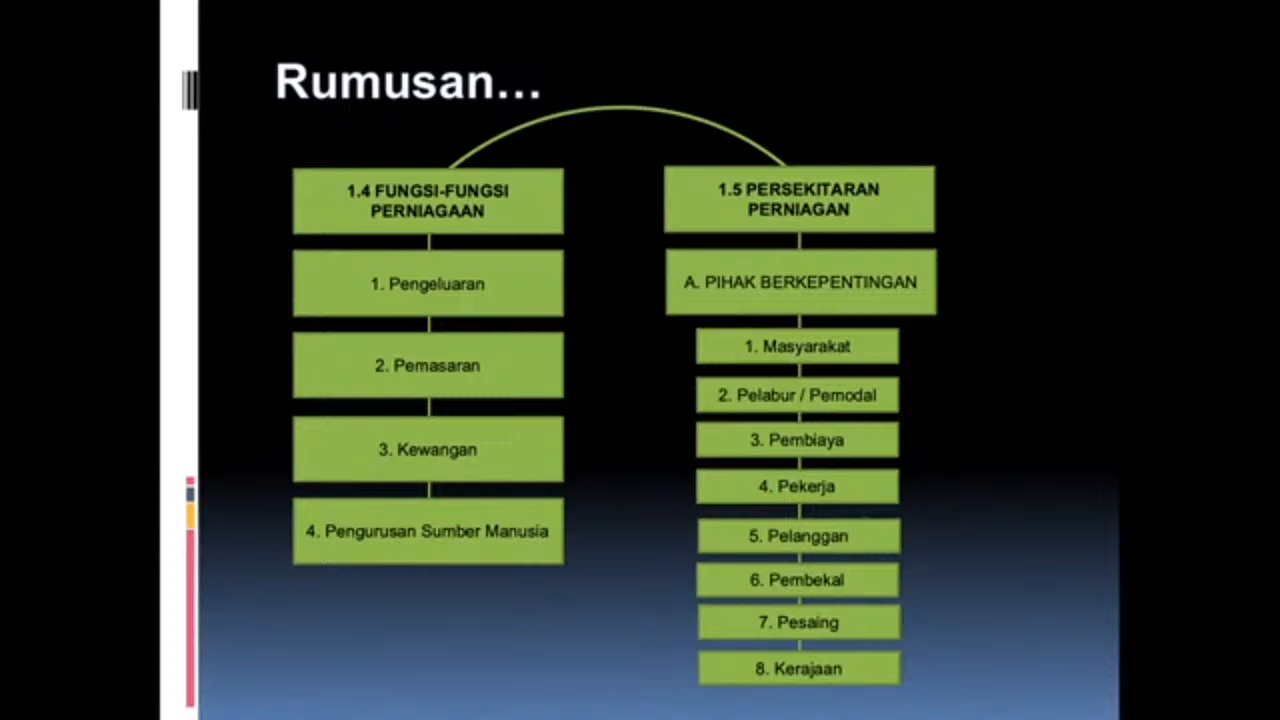 Rumusan...
1.4 FUNGSI-FUNGSI
PERNIAGAAN
1. Pengeluaran
2. Pemasaran
3. Kewangan
4. Pengurusan Sumber Manusia
1.5 PERSEKITARAN
PERNIAGAN
A. PIHAK BERKEPENTINGAN
1. Masyarakat
2. Pelabur / Pemodal
3. Pembiaya
4. Pekerja
5. Pelanggan
6. Pembekal
7. Pesaing
8. Kerajaan